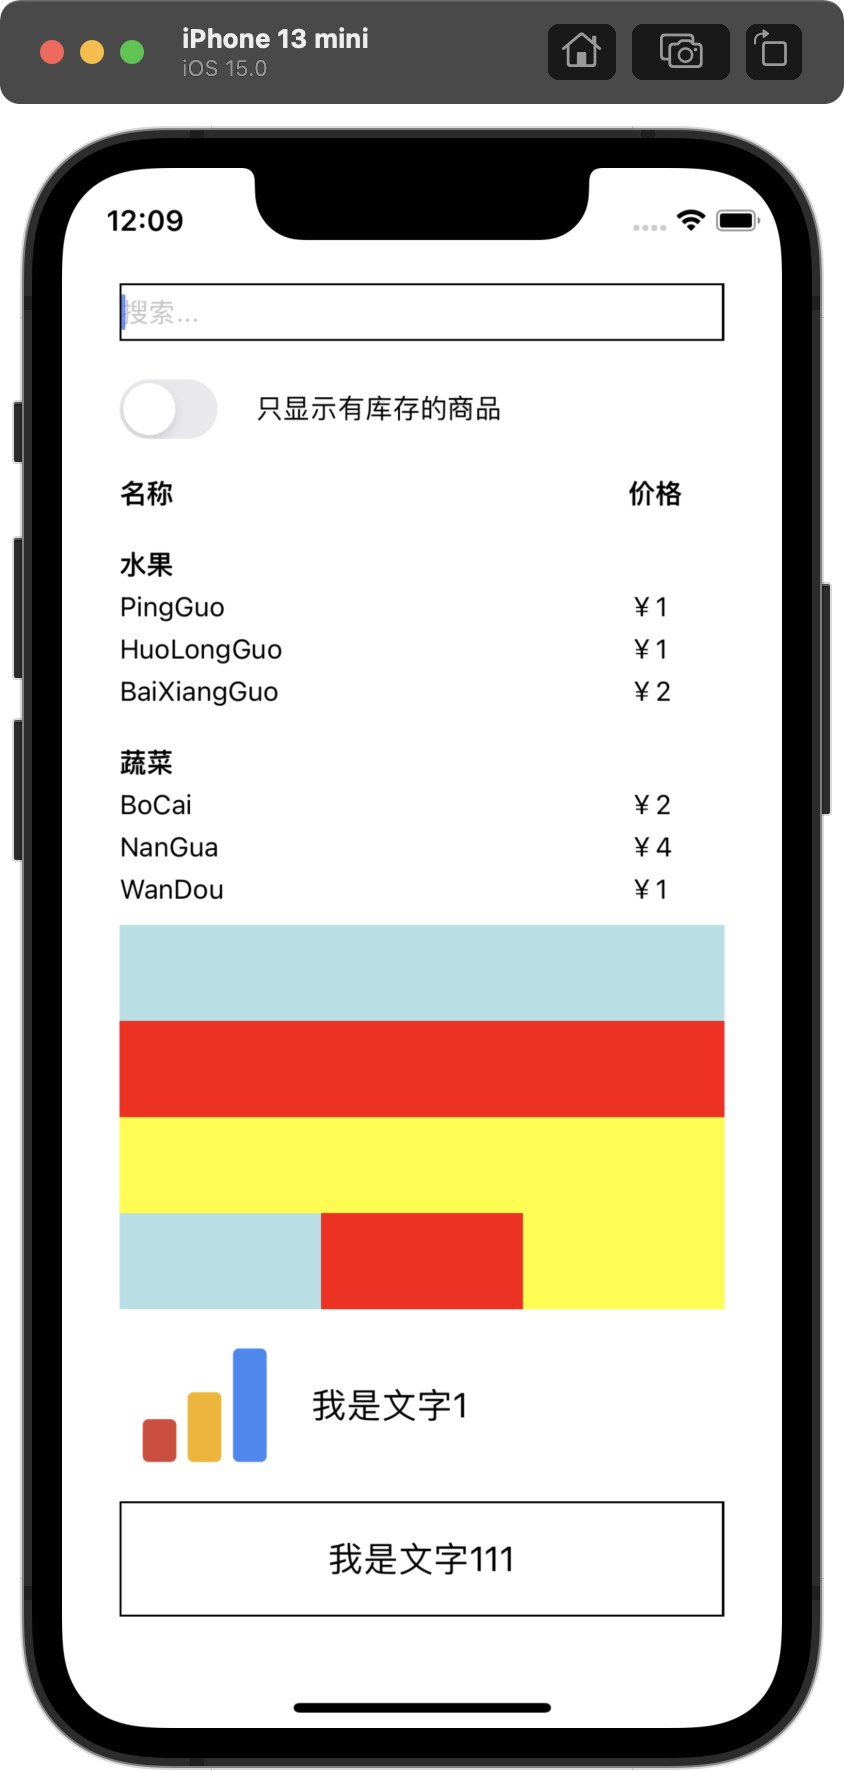 iPhone 13 mini
iOS 15.0
12:09
搜索...
只显示有库存的商品
名称 价格
水果
PingGuo ¥1
HuoLongGuo ¥1
BaiXiangGuo ¥2
蔬菜
BoCai ¥2
NanGua ¥4
WanDou ¥1
我是文字1
我是文字111